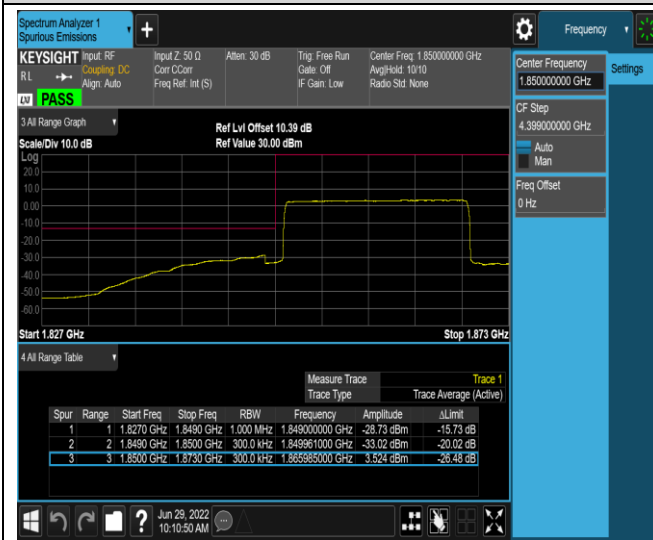 Spectrum Analyzer 1
Spurious Emissions
Frequency
KEYSIGHT Input: RF Input Z: 50 Ω Atten: 30 dB Trig: Free Run Center Freq: 1.850000000 GHz
RL Coupling: DC Corr CCorr Gate: Off Avg|Hold: 10/10
Align: Auto Freq Ref: Int (S) IF Gain: Low Radio Std: None
LXI PASS
Center Frequency
1.850000000 GHz
Settings
CF Step
4.399000000 GHz
Auto
Man
Freq Offset
0 Hz
3 All Range Graph
Ref Lvl Offset 10.39 dB
Scale/Div 10.0 dB Ref Value 30.00 dBm
Log
20.0
10.0
0.00
-10.0
-20.0
-30.0
-40.0
-50.0
-60.0
Start 1.827 GHz Stop 1.873 GHz
4 All Range Table
Measure Trace Trace 1
Trace Type Trace Average (Active)
Spur Range Start Freq Stop Freq RBW Frequency Amplitude ΔLimit
1 1 1.8270 GHz 1.8490 GHz 1.000 MHz 1.849000000 GHz -28.73 dBm -15.73 dB
2 2 1.8490 GHz 1.8500 GHz 300.0 kHz 1.849961000 GHz -33.02 dBm -20.02 dB
3 3 1.8500 GHz 1.8730 GHz 300.0 kHz 1.865985000 GHz 3.524 dBm -26.48 dB
Jun 29, 2022
10:10:50 AM